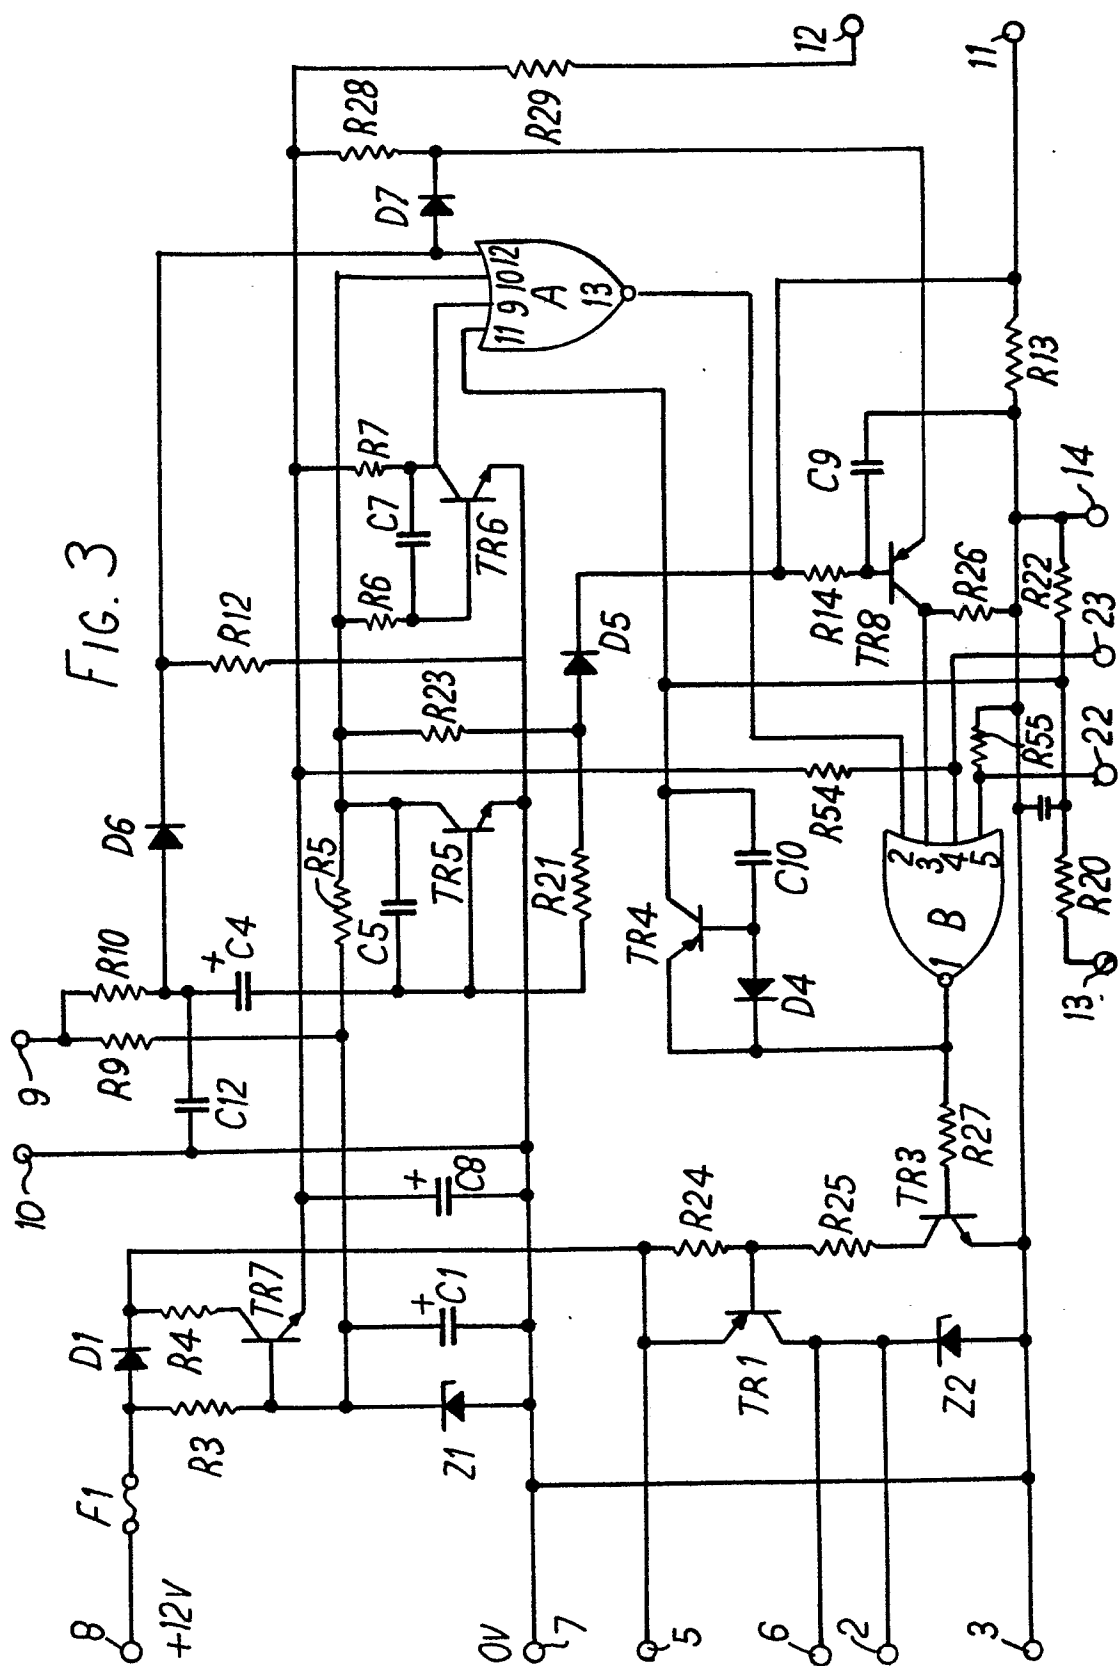 FIG. 3
8
+12V
F1
D1
R3
R4
TR7
Z1
C1
C8
0V
7
10
9
R9
R10
C12
C4
D6
R12
R5
C5
TR5
R21
R23
R6
C7
R7
TR6
D5
D7
R28
R29
12
11
11
9
10
12
A
13
5
6
2
3
R24
TR1
R25
Z2
TR3
R27
TR4
C10
D4
R54
R14
TR8
C9
R26
R13
B
1
2
3
4
5
R55
R22
R20
13
22
23
14